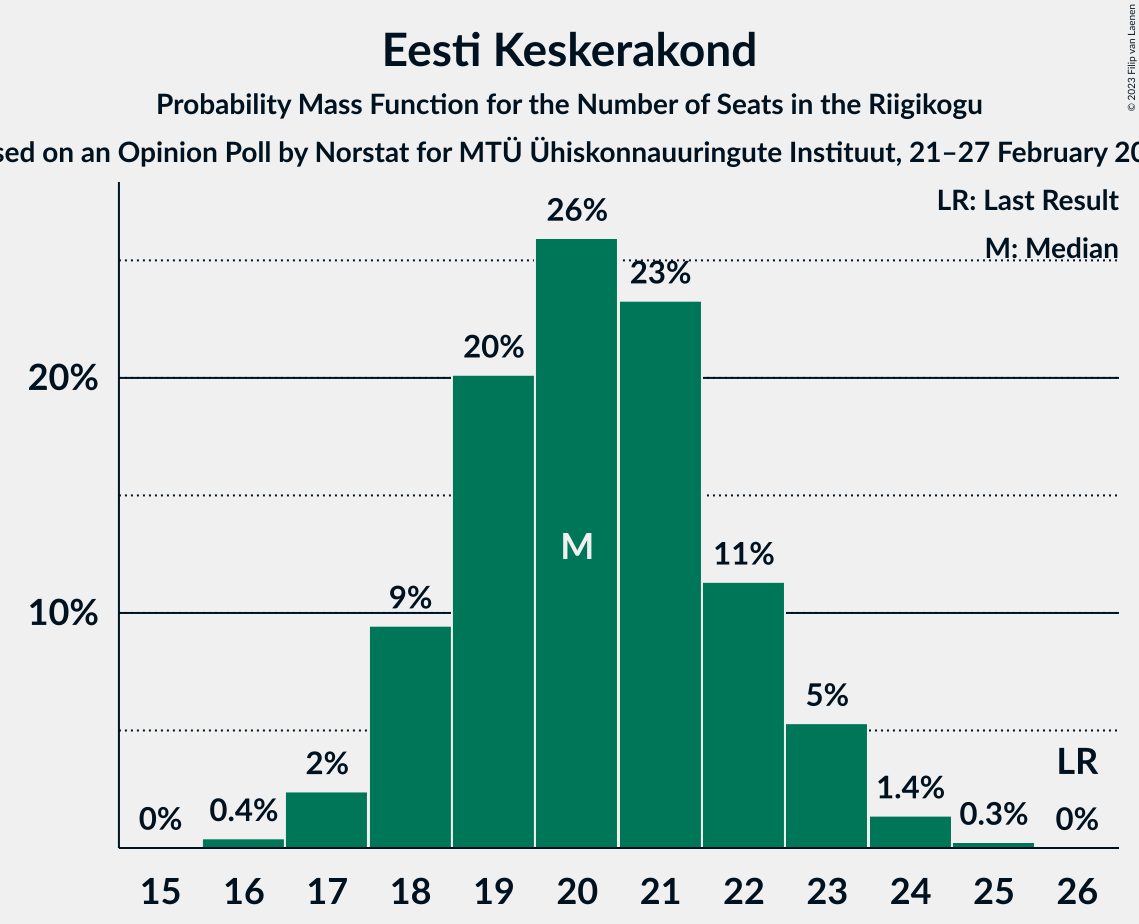 Eesti Keskerakond
Probability Mass Function for the Number of Seats in the Riigikogu
sed on an Opinion Poll by Norstat for MTÜ Ühiskonnauuringute Instituut, 21–27 February 20
© 2023 Filip van Laenen
LR: Last Result
M: Median
26%
23%
20%
20%
M
11%
9%
10%
5%
2%
LR
1.4%
0.4%
0.3%
0%
0%
15 16 17 18 19 20 21 22 23 24 25 26